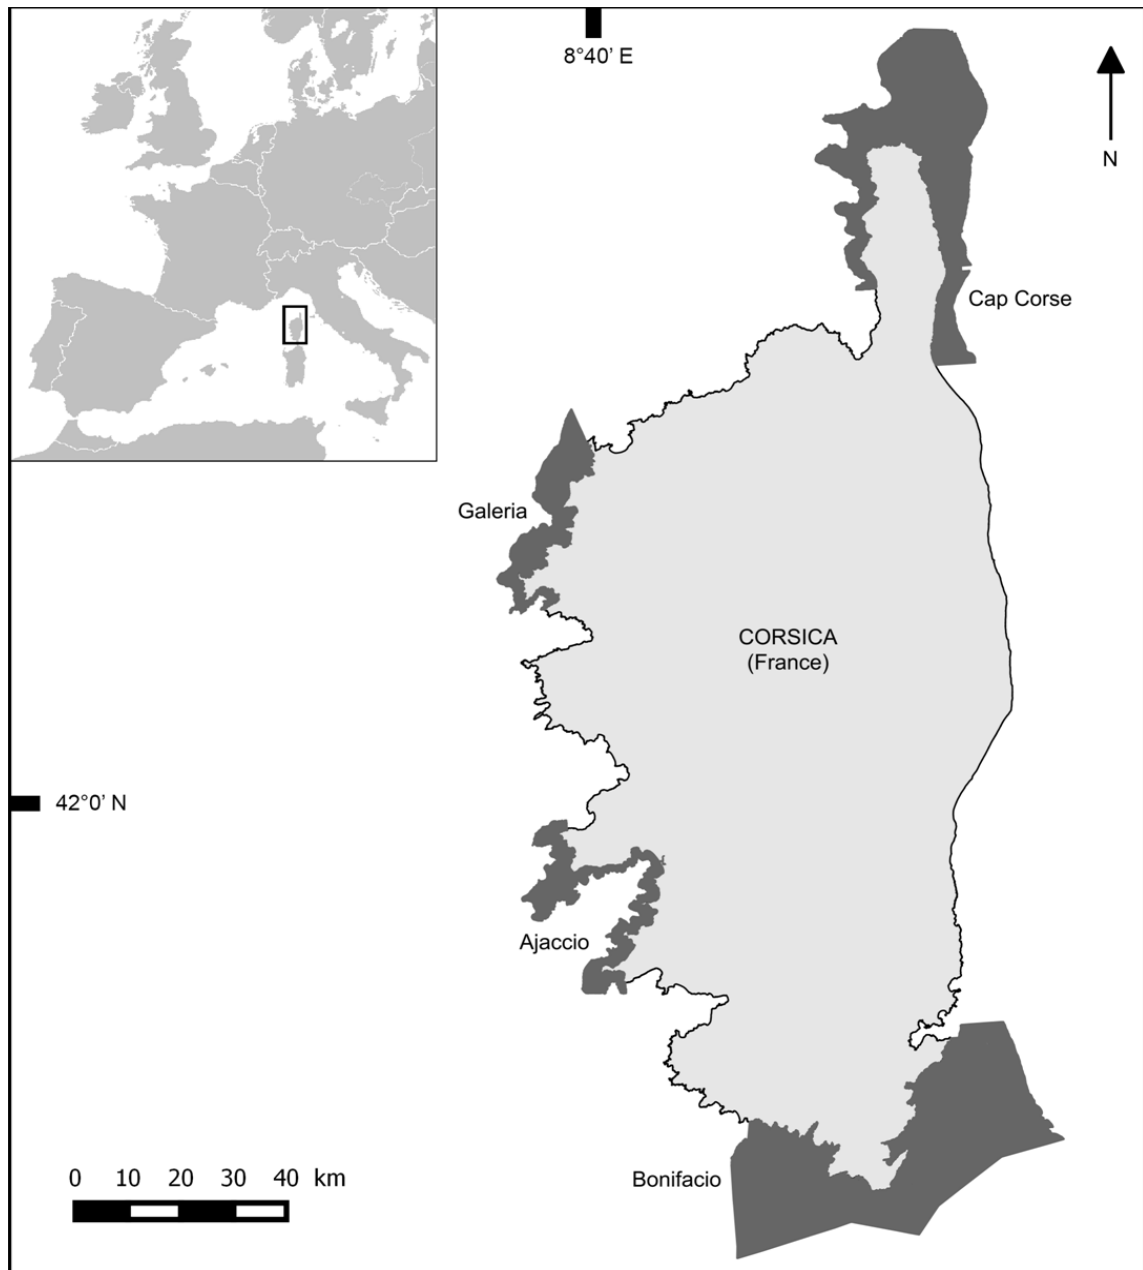 8°40’ E
N
Cap Corse
Galeria
CORSICA
(France)
42°0’ N
Ajaccio
Bonifacio
0 10 20 30 40 km